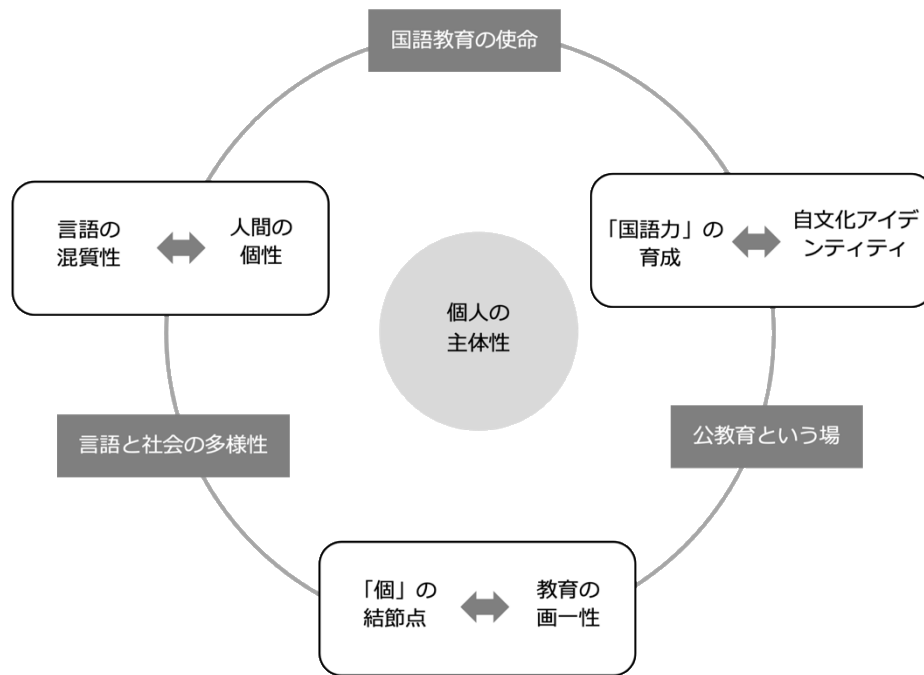 国語教育の使命
言語の
混質性
人間の
個性
「国語力」の
育成
自文化アイデ
ンティティ
個人の
主体性
言語と社会の多様性
公教育という場
「個」の
結節点
教育の
画一性